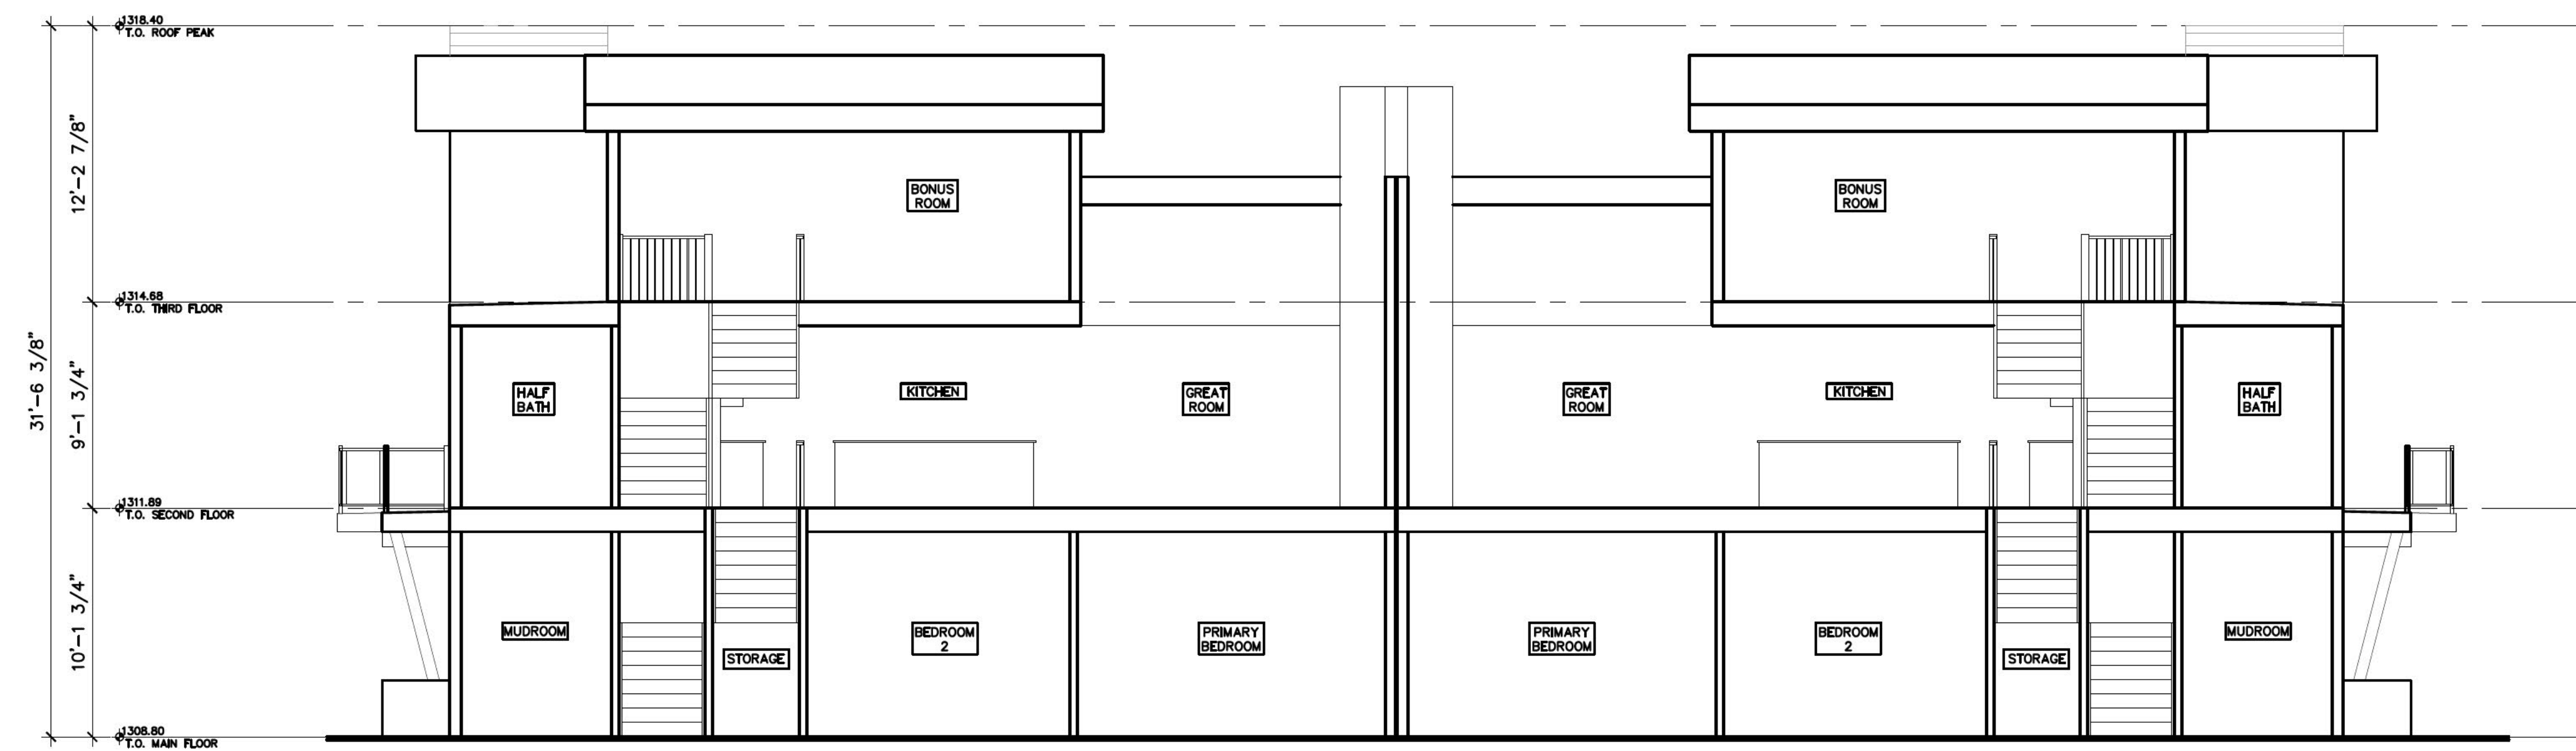 1318.40
T.O. ROOF PEAK
12'-2 7/8"
BONUS
ROOM
BONUS
ROOM
1314.68
T.O. THIRD FLOOR
31'-6 3/8"
9'-1 3/4"
HALF
BATH
KITCHEN
GREAT
ROOM
GREAT
ROOM
KITCHEN
HALF
BATH
1311.89
T.O. SECOND FLOOR
10'-1 3/4"
MUDROOM
STORAGE
BEDROOM
2
PRIMARY
BEDROOM
PRIMARY
BEDROOM
BEDROOM
2
STORAGE
MUDROOM
1308.80
T.O. MAIN FLOOR